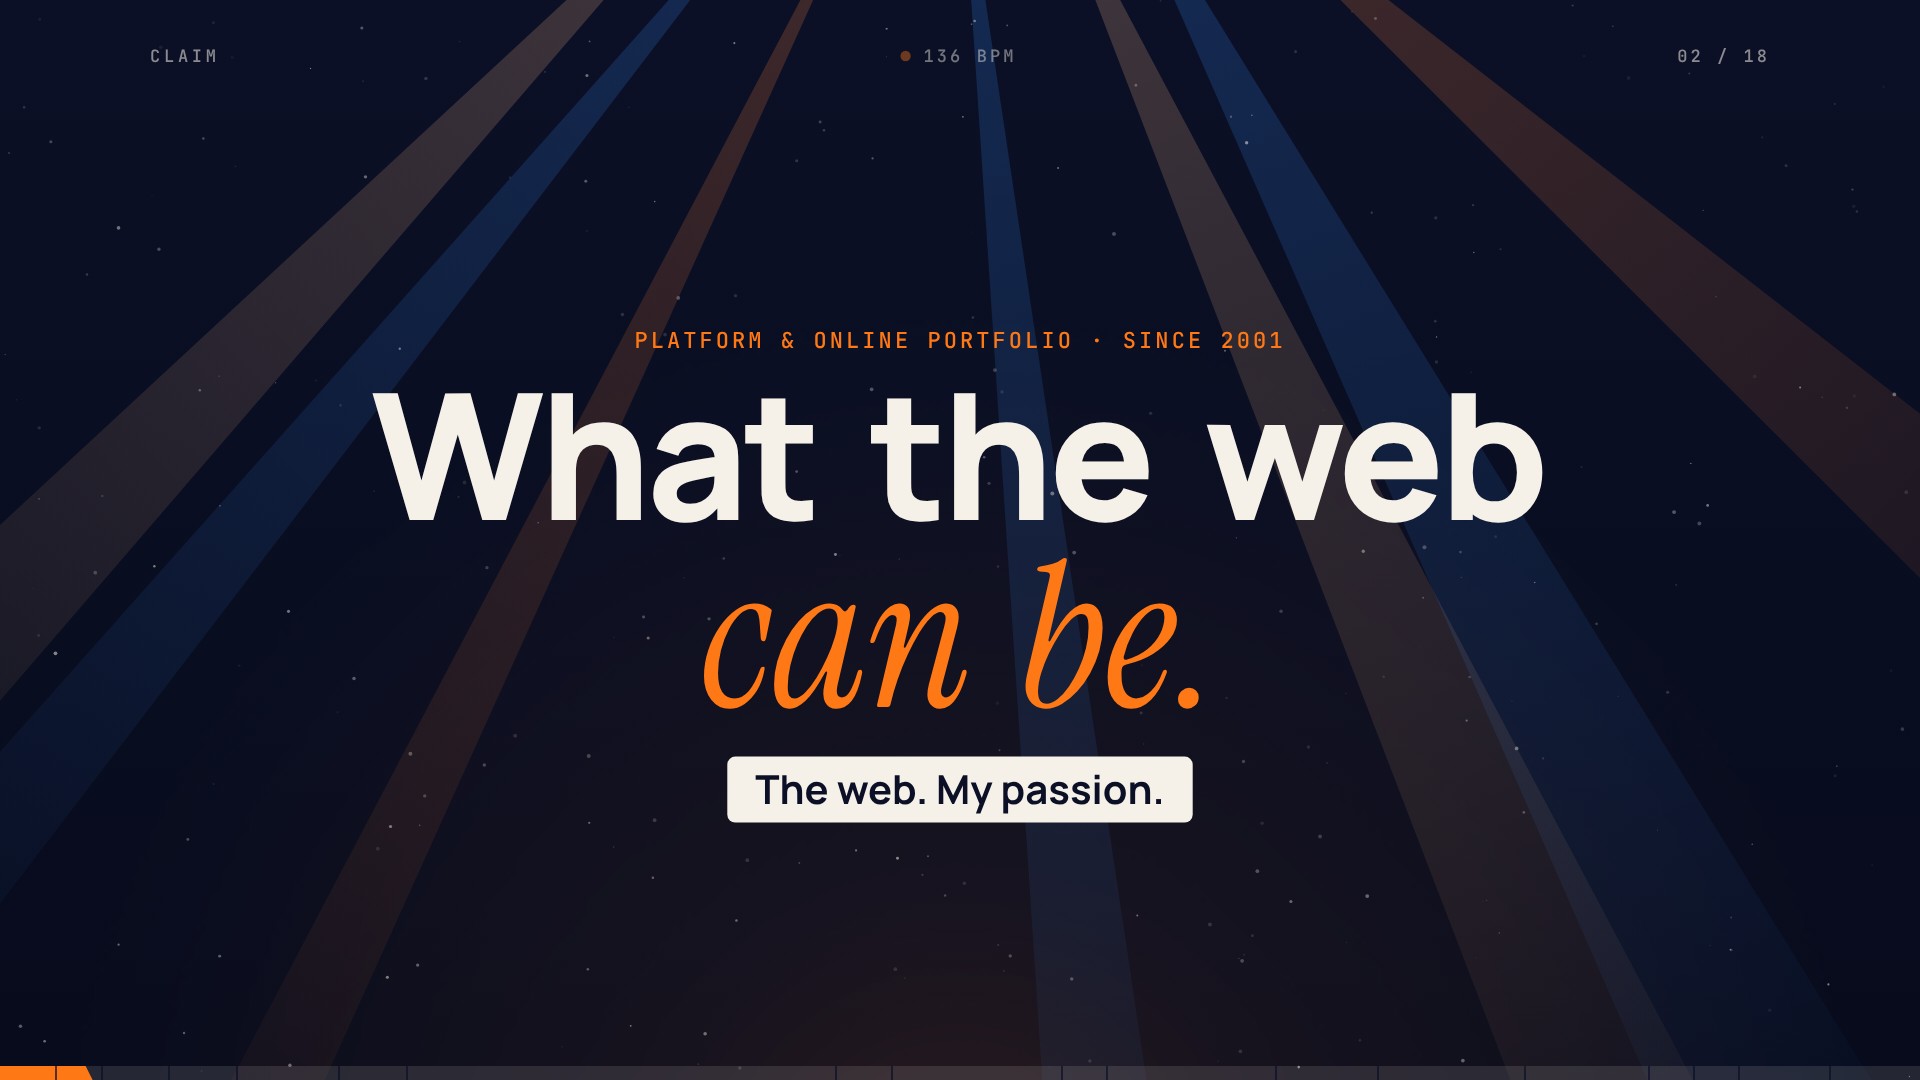 CLAIM
136 BPM
02 / 18
PLATFORM & ONLINE PORTFOLIO · SINCE 2001
What the web
can be.
The web. My passion.